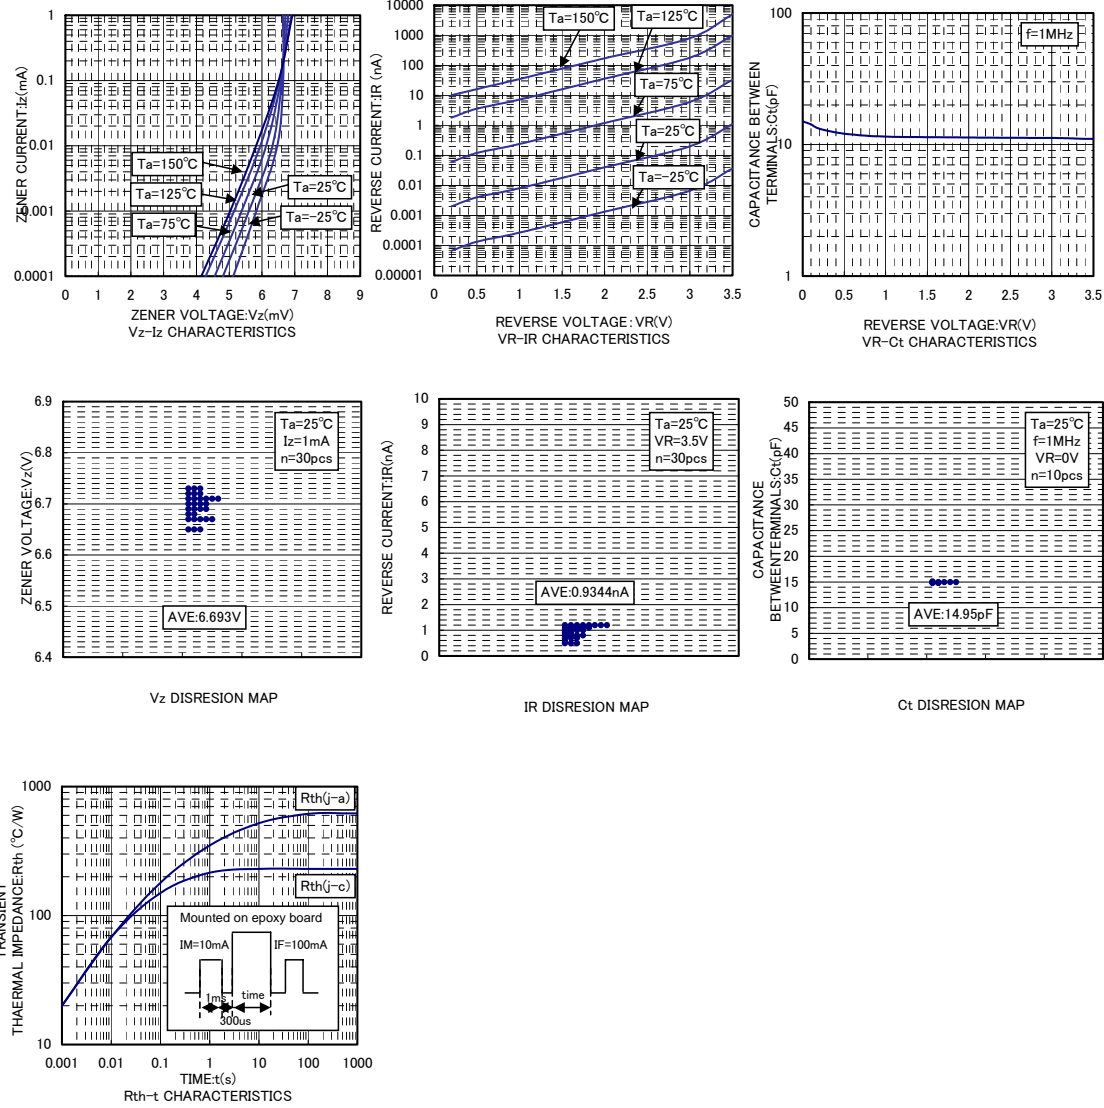 1
0.1
0.01
0.001
0.0001
ZENER CURRENT:Iz(mA)
Ta=150℃
Ta=125℃
Ta=75℃
Ta=25℃
Ta=-25℃
0 1 2 3 4 5 6 7 8 9
ZENER VOLTAGE:Vz(mV)
Vz-Iz CHARACTERISTICS
10000
1000
100
10
1
0.1
0.01
0.001
0.0001
0.00001
REVERSE CURRENT:IR (nA)
Ta=150℃
Ta=125℃
Ta=75℃
Ta=25℃
Ta=-25℃
0 0.5 1 1.5 2 2.5 3 3.5
REVERSE VOLTAGE:VR(V)
VR-IR CHARACTERISTICS
100
10
1
CAPACITANCE BETWEEN
TERMINALS:Ct(pF)
f=1MHz
0 0.5 1 1.5 2 2.5 3 3.5
REVERSE VOLTAGE:VR(V)
VR-Ct CHARACTERISTICS
6.9
6.8
6.7
6.6
6.5
6.4
ZENER VOLTAGE:Vz(V)
Ta=25℃
Iz=1mA
n=30pcs
AVE:6.693V
Vz DISRESION MAP
10
9
8
7
6
5
4
3
2
1
0
REVERSE CURRENT:IR(nA)
Ta=25℃
VR=3.5V
n=30pcs
AVE:0.9344nA
IR DISRESION MAP
50
45
40
35
30
25
20
15
10
5
0
CAPACITANCE
BETWEENTERMINALS:Ct(pF)
Ta=25℃
f=1MHz
VR=0V
n=10pcs
AVE:14.95pF
Ct DISRESION MAP
1000
100
10
TRANSIENT
THAERMAL IMPEDANCE:Rth (℃/W)
Rth(j-a)
Rth(j-c)
Mounted on epoxy board
IM=10mA
IF=100mA
1ms
time
300us
0.001 0.01 0.1 1 10 100 1000
TIME:t(s)
Rth-t CHARACTERISTICS